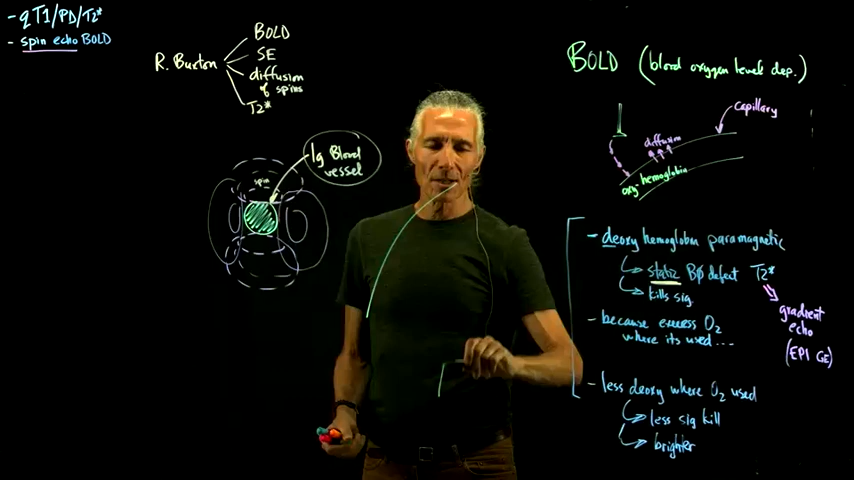 - qT1/PD/T2*
- spin echo BOLD
R. Buxton
BOLD
SE
diffusion
of spins
T2*
spin
lg Blood
vessel
BOLD (blood oxygen level dep.)
capillary
diffusion
oxy-hemoglobin
- deoxy hemoglobin paramagnetic
static BØ defect T2*
kills sig.
gradient
echo
(EPI GE)
- because excess O2
where its used...
- less deoxy where O2 used
less sig kill
brighter